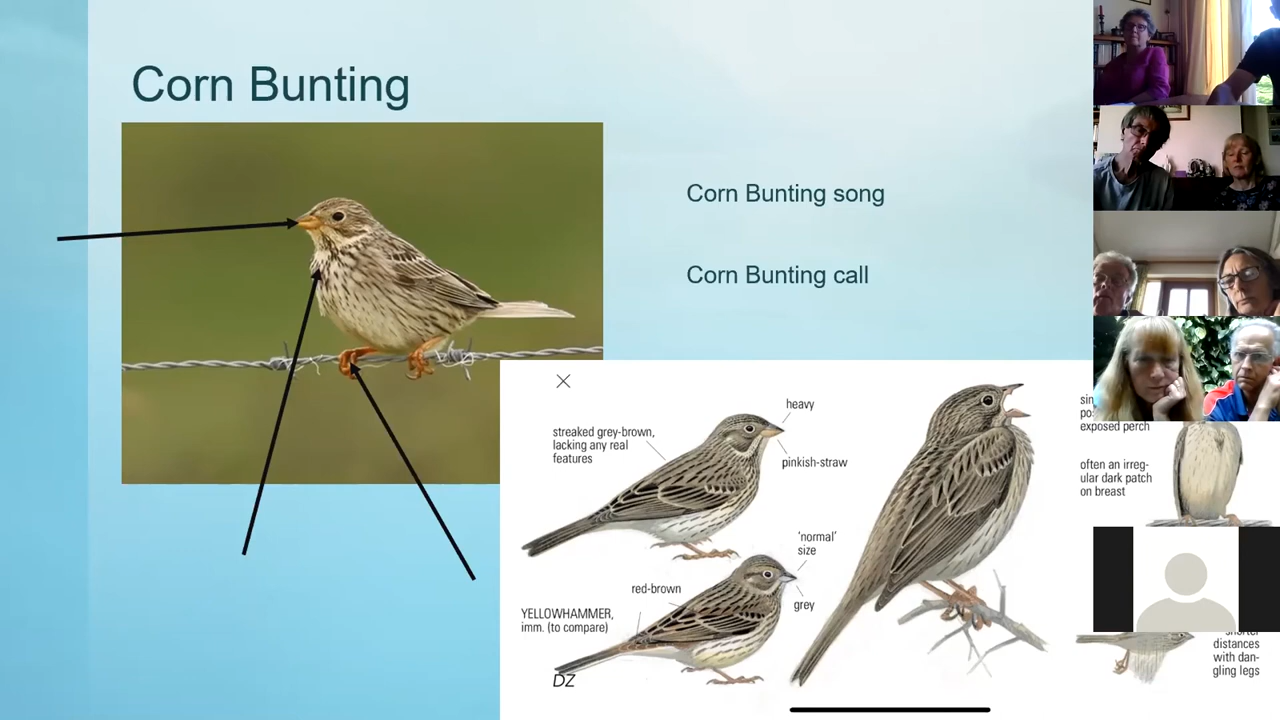 Corn Bunting
Corn Bunting song
Corn Bunting call
heavy
streaked grey-brown,
lacking any real
features
pinkish-straw
'normal'
size
red-brown
grey
YELLOWHAMMER,
imm. (to compare)
DZ
exposed perch
often an irreg-
ular dark patch
on breast
shorter
distances
with dan-
gling legs